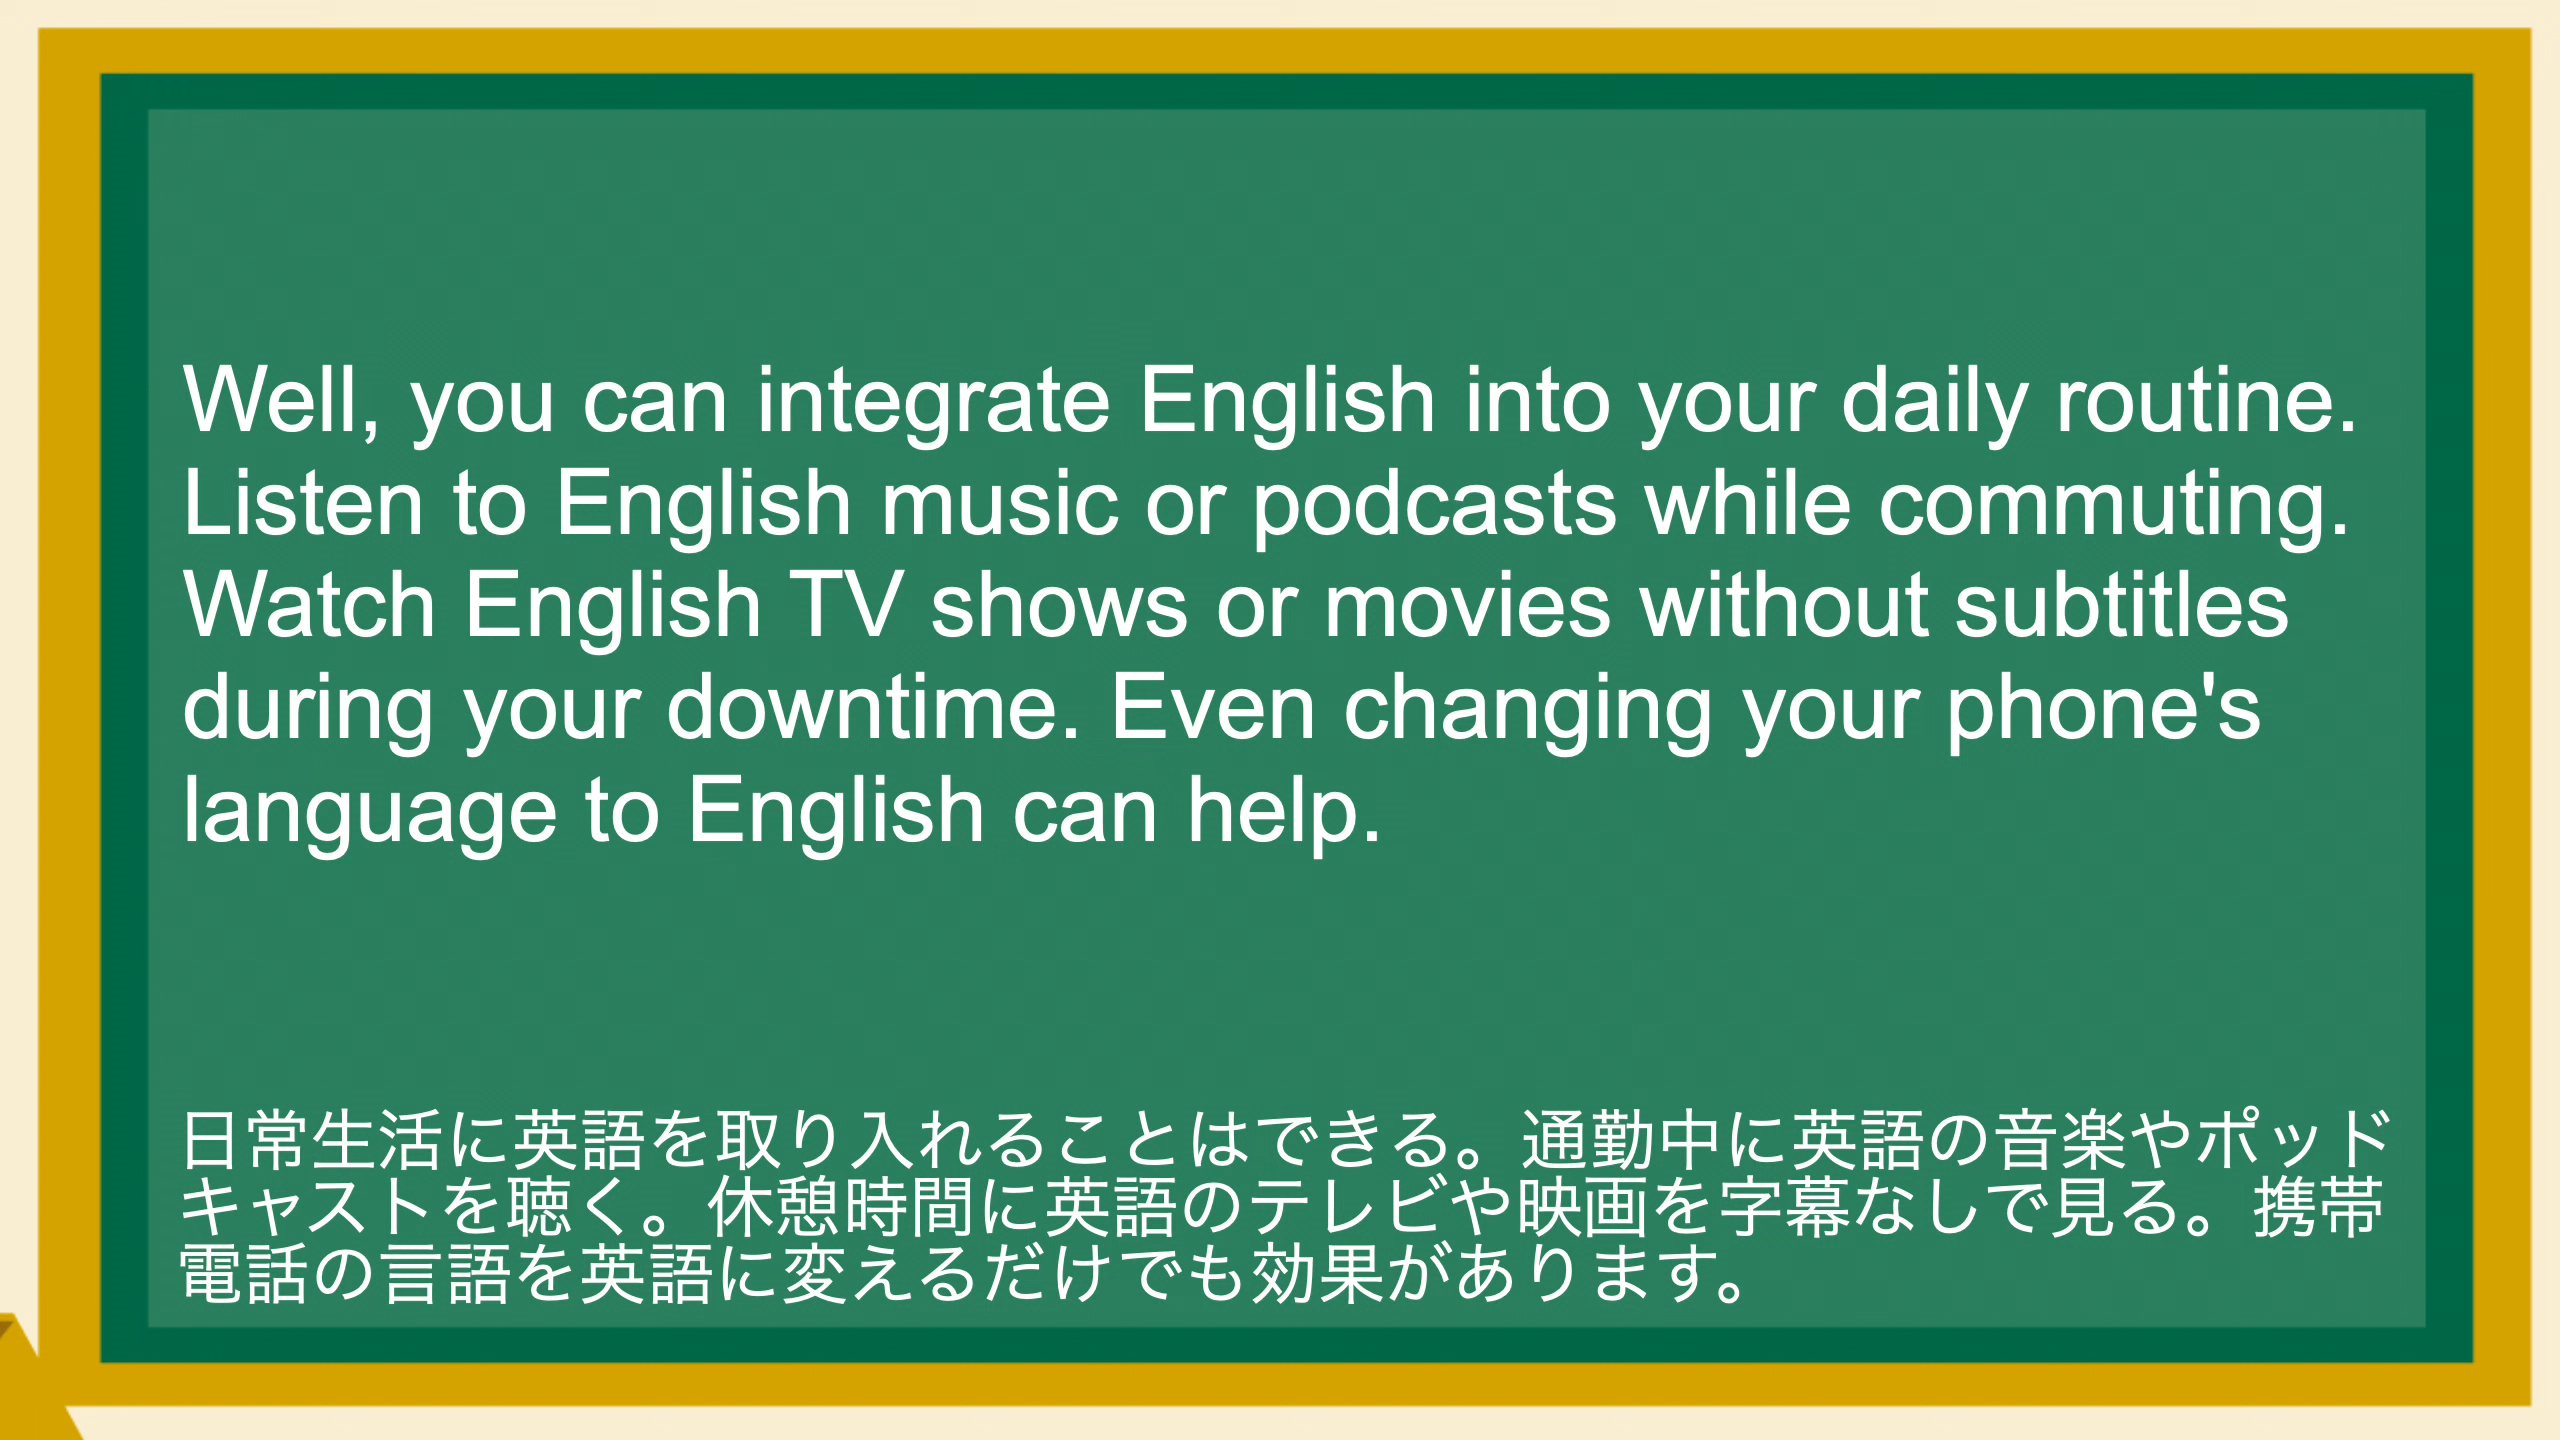 Well, you can integrate English into your daily routine.
Listen to English music or podcasts while commuting.
Watch English TV shows or movies without subtitles
during your downtime. Even changing your phone's
language to English can help.
日常生活に英語を取り入れることはできる。通勤中に英語の音楽やポッド
キャストを聴く。休憩時間に英語のテレビや映画を字幕なしで見る。携帯
電話の言語を英語に変えるだけでも効果があります。